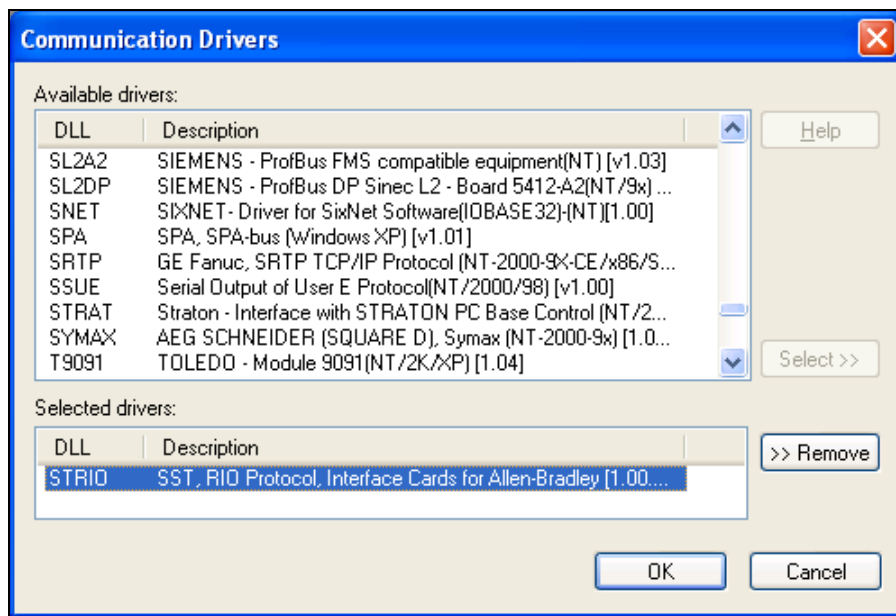 Communication Drivers
Available drivers:
DLL Description
SL2A2 SIEMENS - ProfBus FMS compatible equipment(NT) [v1.03]
SL2DP SIEMENS - ProfBus DP Sinec L2 - Board 5412-A2(NT/9x) ...
SNET SIXNET- Driver for SixNet Software(IOBASE32)-(NT)[1.00]
SPA SPA, SPA-bus (Windows XP) [v1.01]
SRTP GE Fanuc, SRTP TCP/IP Protocol (NT-2000-9X-CE/x86/S...
SSUE Serial Output of User E Protocol(NT/2000/98) [v1.00]
STRAT Straton - Interface with STRATON PC Base Control (NT/2...
SYMAX AEG SCHNEIDER (SQUARE D), Symax (NT-2000-9x) [1.0...
T9091 TOLEDO - Module 9091(NT/2K/XP) [1.04]
Help
Select >>
Selected drivers:
DLL Description
STRIO SST, RIO Protocol, Interface Cards for Allen-Bradley [1.00....
>> Remove
OK Cancel